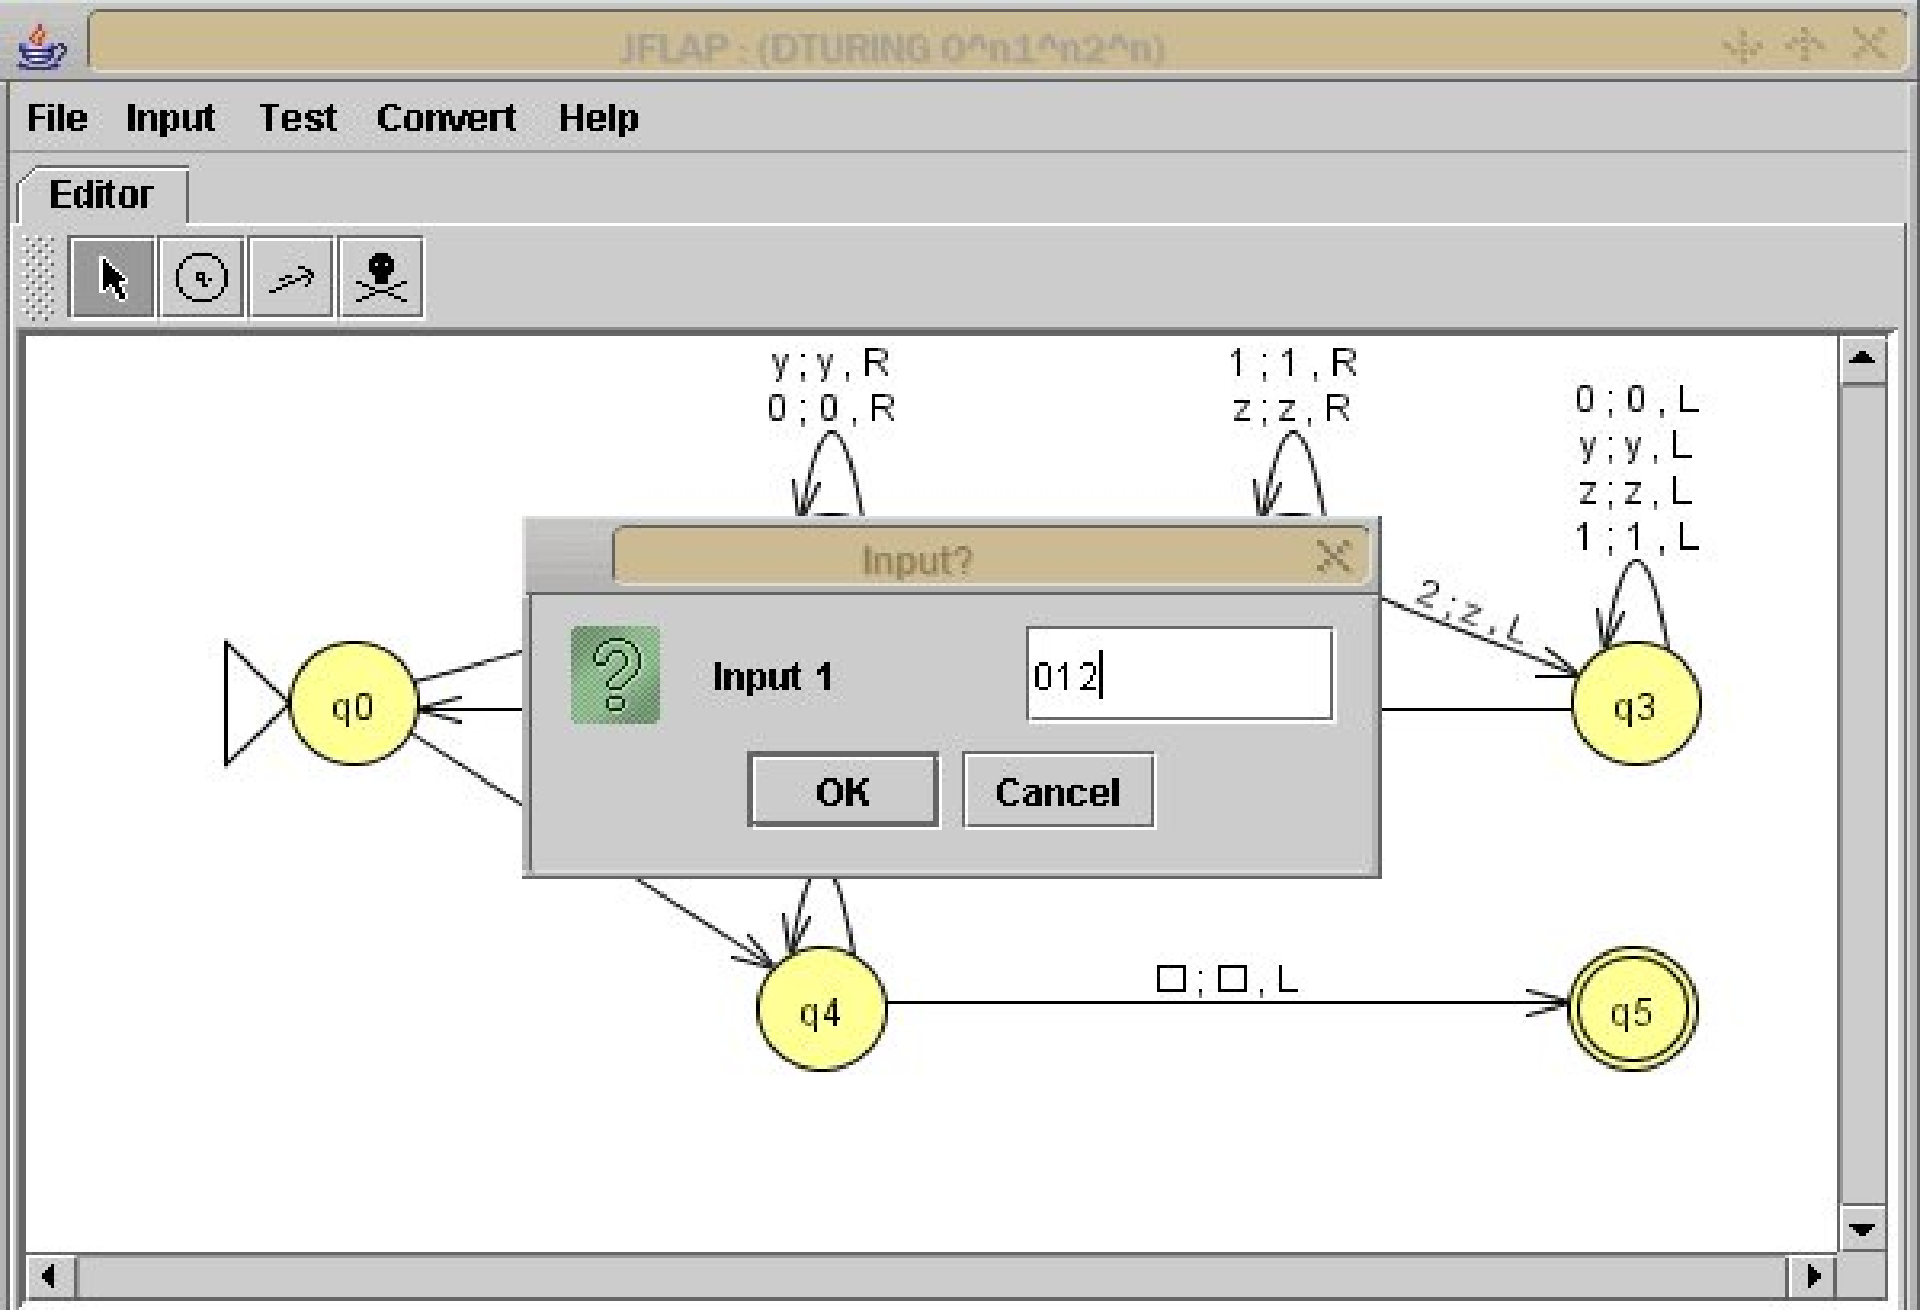 JFLAP : (DTURING 0^n1^n2^n)
File Input Test Convert Help
Editor
q
y ; y , R
0 ; 0 , R
1 ; 1 , R
z ; z , R
0 ; 0 , L
y ; y , L
z ; z , L
1 ; 1 , L
Input?
2 ; z , L
Input 1
012
q0
q3
OK
Cancel
□ ; □ , L
q4
q5